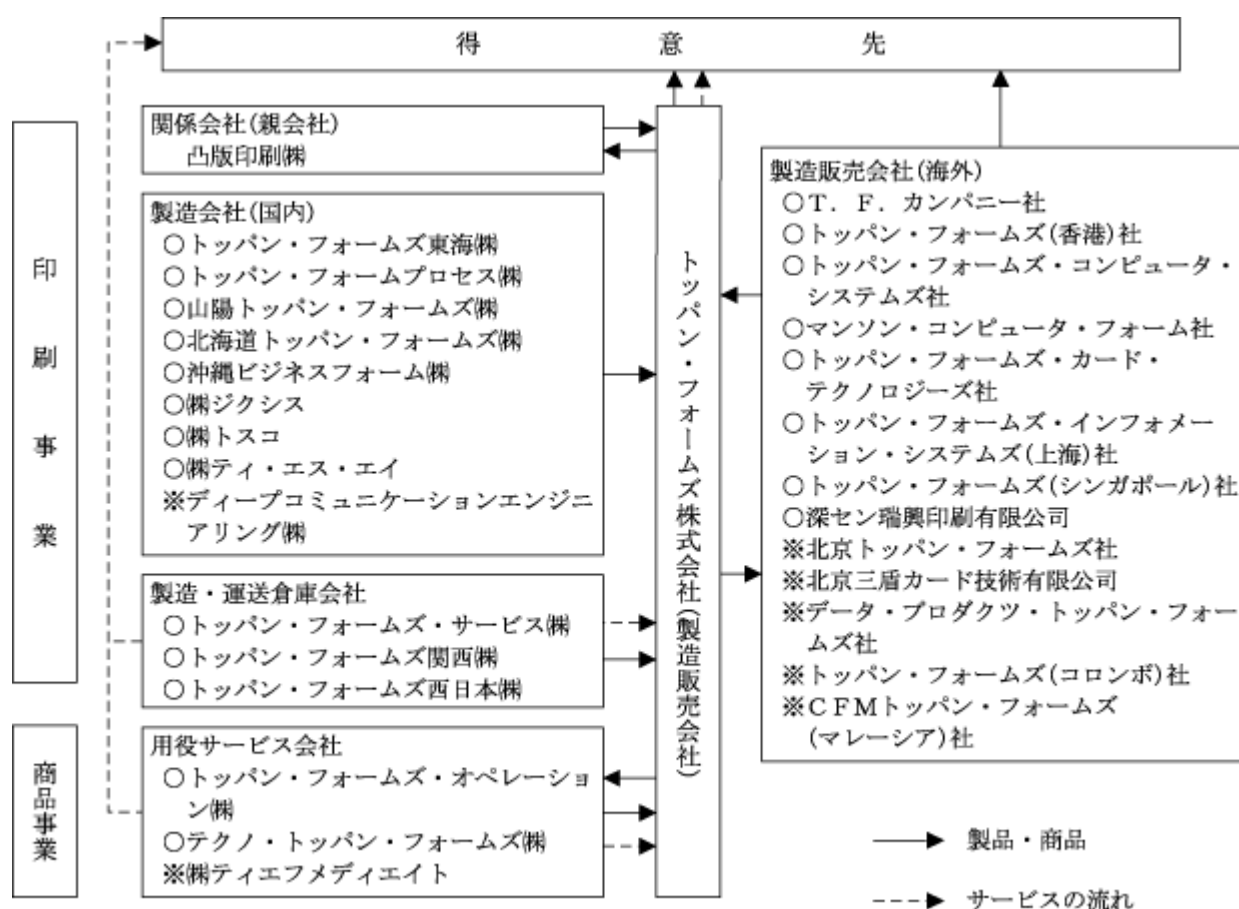 得意先
印刷事業
商品事業
関係会社(親会社)
凸版印刷㈱
製造会社(国内)
○トッパン・フォームズ東海㈱
○トッパン・フォームプロセス㈱
○山陽トッパン・フォームズ㈱
○北海道トッパン・フォームズ㈱
○沖縄ビジネスフォーム㈱
○㈱ジクシス
○㈱トスコ
○㈱ティ・エス・エイ
※ディープコミュニケーションエンジニ
アリング㈱
製造・運送倉庫会社
○トッパン・フォームズ・サービス㈱
○トッパン・フォームズ関西㈱
○トッパン・フォームズ西日本㈱
用役サービス会社
○トッパン・フォームズ・オペレーショ
ン㈱
○テクノ・トッパン・フォームズ㈱
※㈱ティエフメディエイト
トッパン・フォームズ株式会社(製造販売会社)
製造販売会社(海外)
○T．F．カンパニー社
○トッパン・フォームズ(香港)社
○トッパン・フォームズ・コンピュータ・
システムズ社
○マンソン・コンピュータ・フォーム社
○トッパン・フォームズ・カード・
テクノロジーズ社
○トッパン・フォームズ・インフォメー
ション・システムズ(上海)社
○トッパン・フォームズ(シンガポール)社
○深セン瑞興印刷有限公司
※北京トッパン・フォームズ社
※北京三盾カード技術有限公司
※データ・プロダクツ・トッパン・フォー
ムズ社
※トッパン・フォームズ(コロンボ)社
※CFMトッパン・フォームズ
(マレーシア)社
製品・商品
サービスの流れ